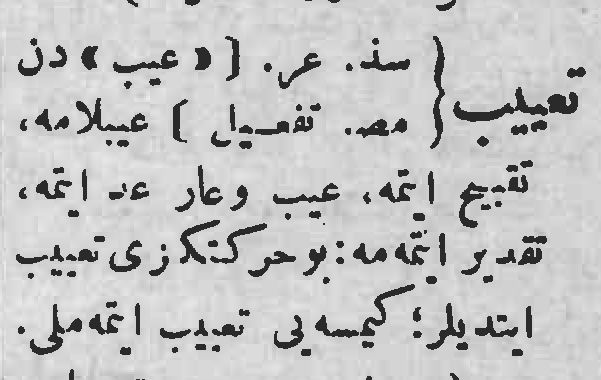 تعييب { سذ. عر. [ «عيب» دن
مصد. تفعيل ] عيبلامه،
تقبيح ايتمه، عيب وعار عد ايتمه،
تقدير ايتمه‌مه: بو حركتكزى تعييب
ايتديلر؛ كيمسه‌يى تعييب ايتمه‌ملى.